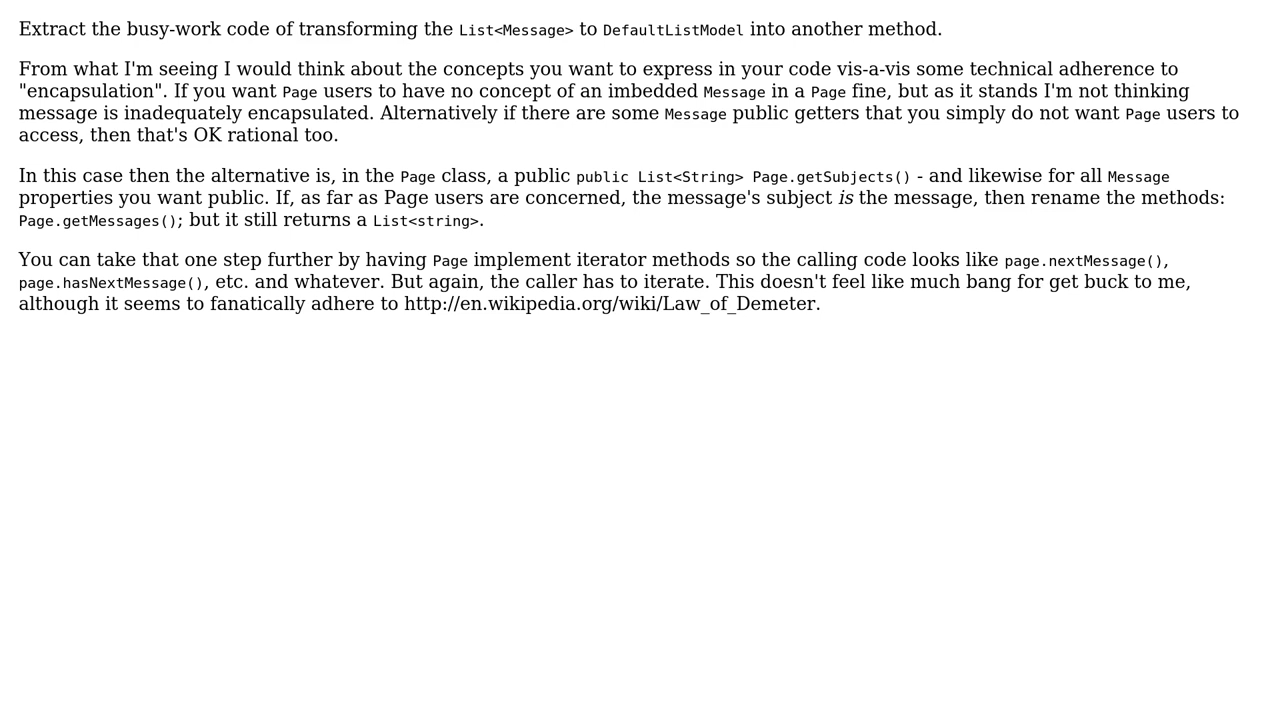 Extract the busy-work code of transforming the List<Message> to DefaultListModel into another method.
From what I'm seeing I would think about the concepts you want to express in your code vis-a-vis some technical adherence to
"encapsulation". If you want Page users to have no concept of an imbedded Message in a Page fine, but as it stands I'm not thinking
message is inadequately encapsulated. Alternatively if there are some Message public getters that you simply do not want Page users to
access, then that's OK rational too.
In this case then the alternative is, in the Page class, a public public List<String> Page.getSubjects() - and likewise for all Message
properties you want public. If, as far as Page users are concerned, the message's subject is the message, then rename the methods:
Page.getMessages(); but it still returns a List<string>.
You can take that one step further by having Page implement iterator methods so the calling code looks like page.nextMessage(),
page.hasNextMessage(), etc. and whatever. But again, the caller has to iterate. This doesn't feel like much bang for get buck to me,
although it seems to fanatically adhere to http://en.wikipedia.org/wiki/Law_of_Demeter.